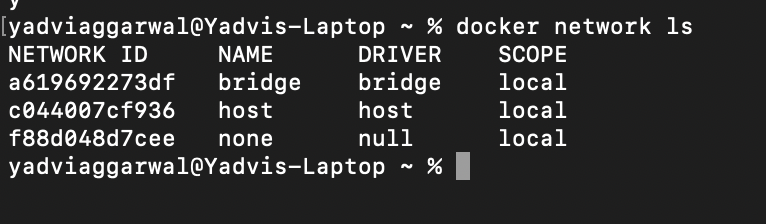 y
[yadviaggarwal@Yadvis-Laptop ~ % docker network ls
NETWORK ID     NAME      DRIVER    SCOPE
a619692273df   bridge    bridge    local
c044007cf936   host      host      local
f88d048d7cee   none      null      local
yadviaggarwal@Yadvis-Laptop ~ %